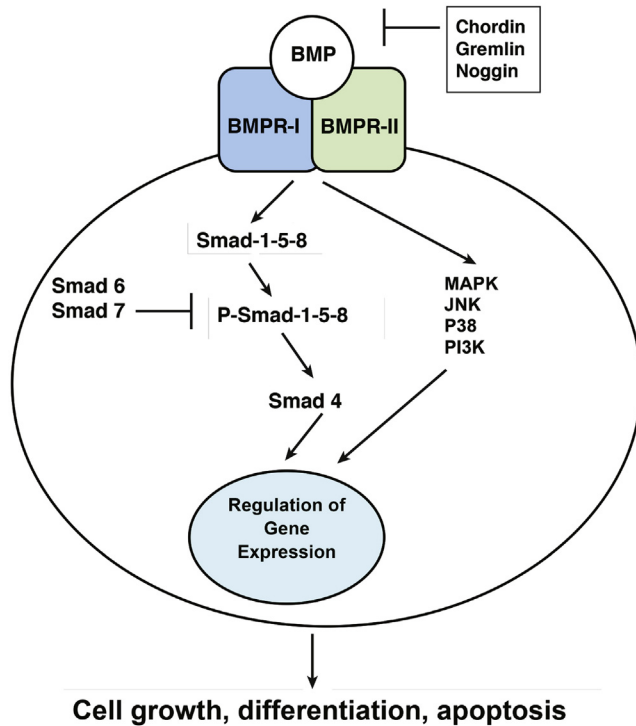 Chordin
Gremlin
Noggin
BMP
BMPR-I
BMPR-II
Smad-1-5-8
Smad 6
Smad 7
P-Smad-1-5-8
MAPK
JNK
P38
PI3K
Smad 4
Regulation of
Gene
Expression
Cell growth, differentiation, apoptosis